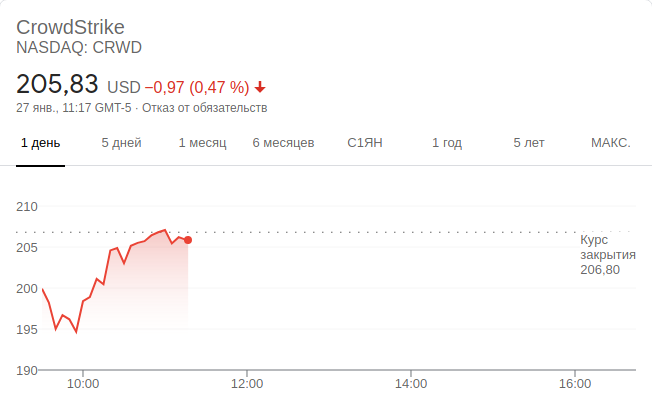 CrowdStrike
NASDAQ: CRWD
205,83 USD −0,97 (0,47 %)
27 янв., 11:17 GMT-5 · Отказ от обязательств
1 день 5 дней 1 месяц 6 месяцев С1ЯН 1 год 5 лет МАКС.
210
205
200
195
190
Курс
закрытия
206,80
10:00 12:00 14:00 16:00